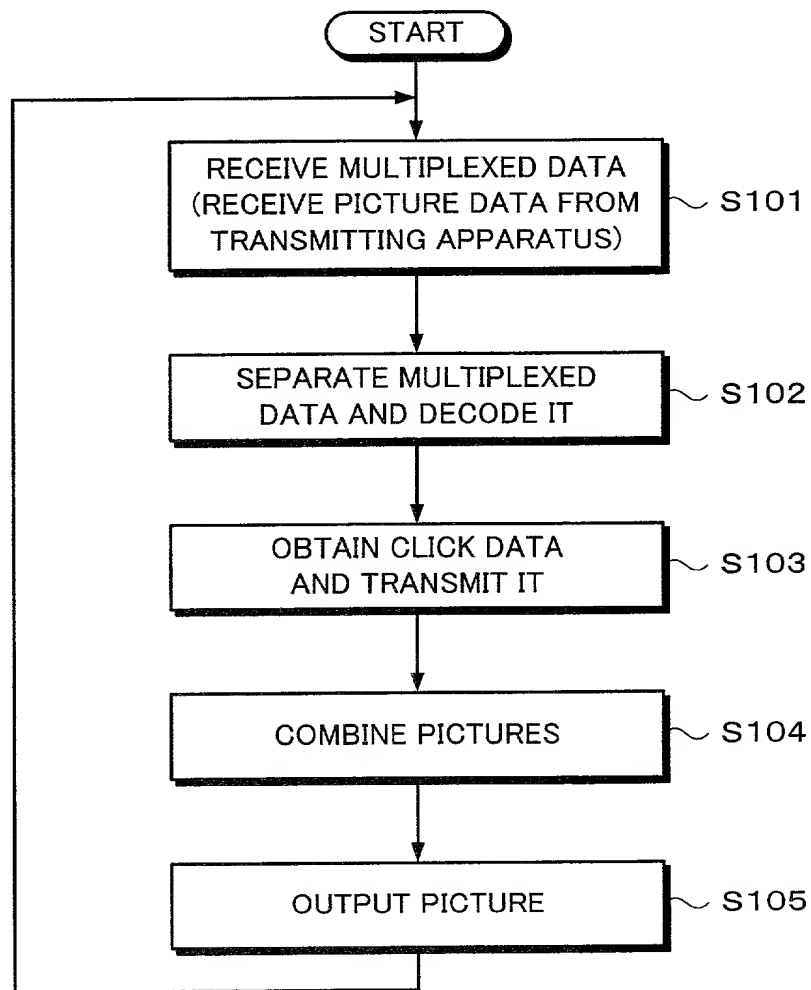 START
RECEIVE MULTIPLEXED DATA
(RECEIVE PICTURE DATA FROM
TRANSMITTING APPARATUS)
S101
SEPARATE MULTIPLEXED
DATA AND DECODE IT
S102
OBTAIN CLICK DATA
AND TRANSMIT IT
S103
COMBINE PICTURES
S104
OUTPUT PICTURE
S105